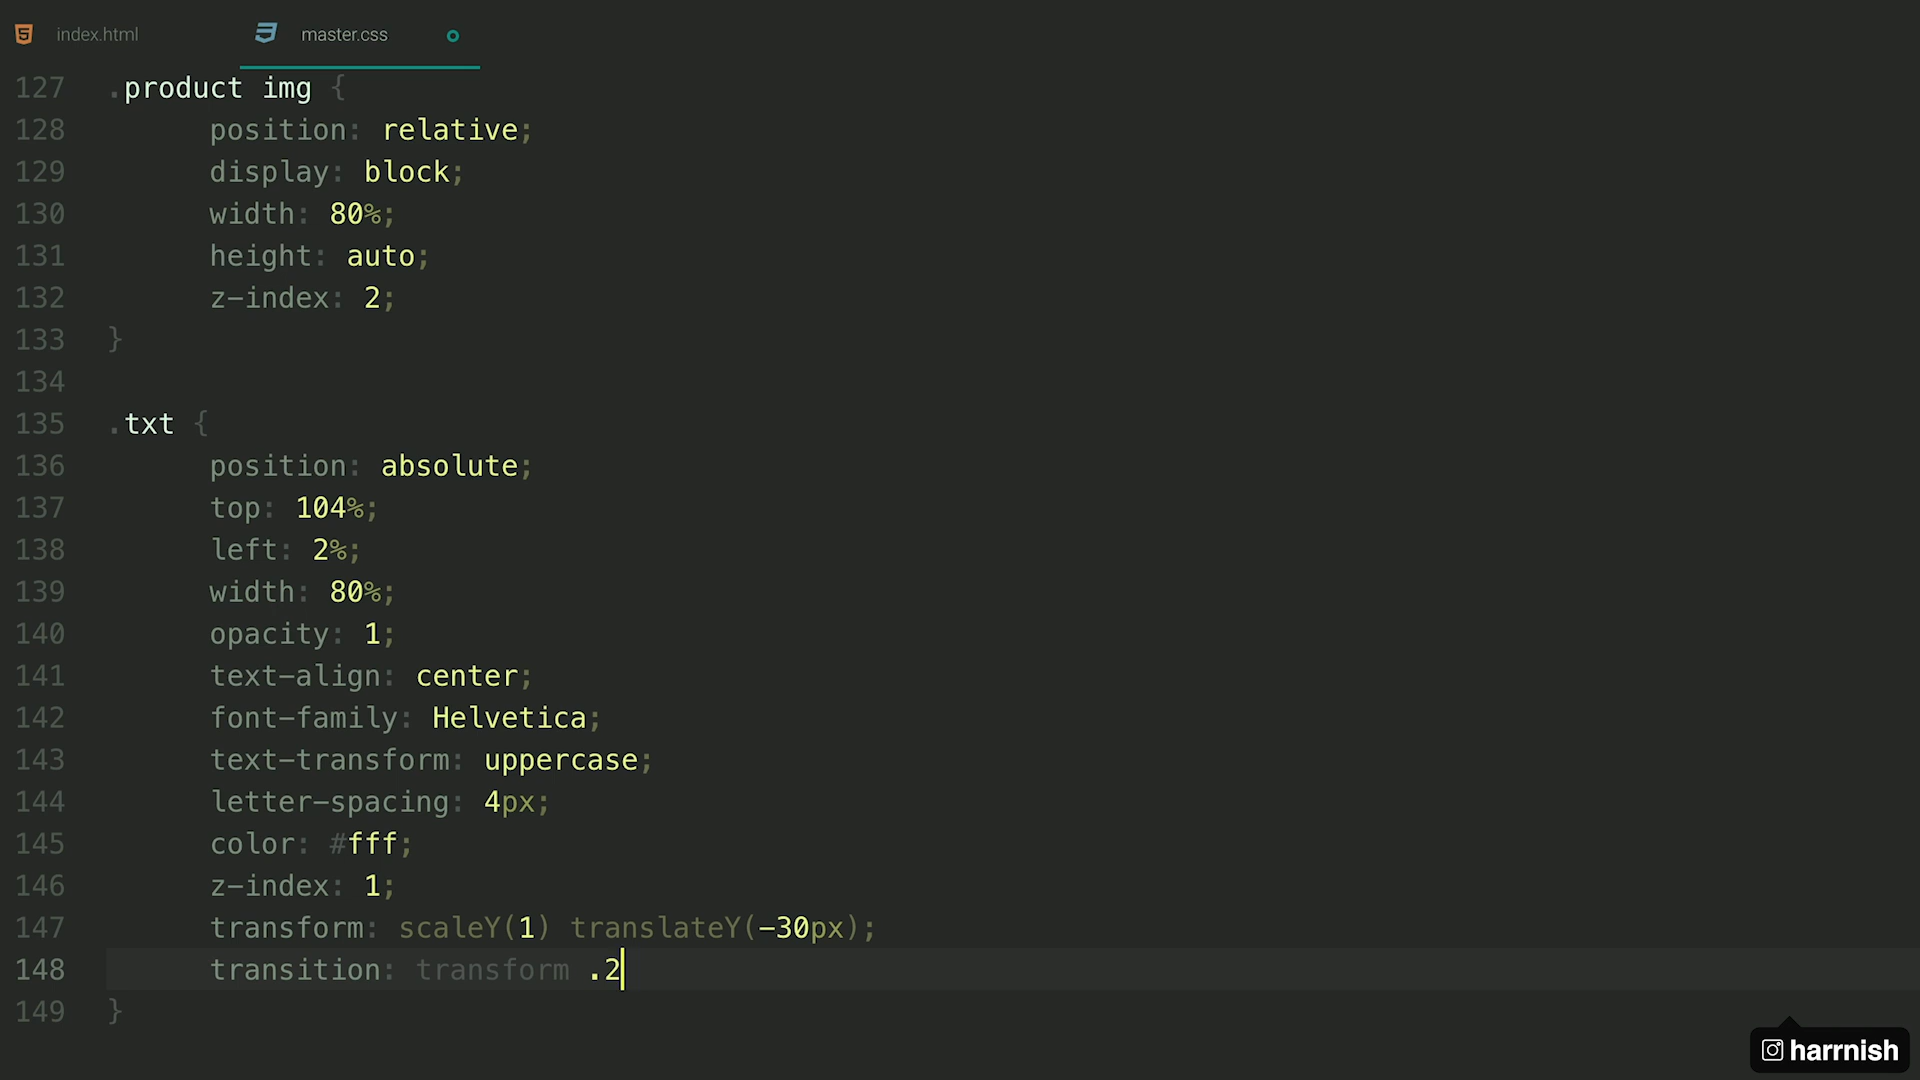 index.html
master.css
127 .product img {
128 position: relative;
129 display: block;
130 width: 80%;
131 height: auto;
132 z-index: 2;
133 }
134
135 .txt {
136 position: absolute;
137 top: 104%;
138 left: 2%;
139 width: 80%;
140 opacity: 1;
141 text-align: center;
142 font-family: Helvetica;
143 text-transform: uppercase;
144 letter-spacing: 4px;
145 color: #fff;
146 z-index: 1;
147 transform: scaleY(1) translateY(-30px);
148 transition: transform .2
149 }
harrnish